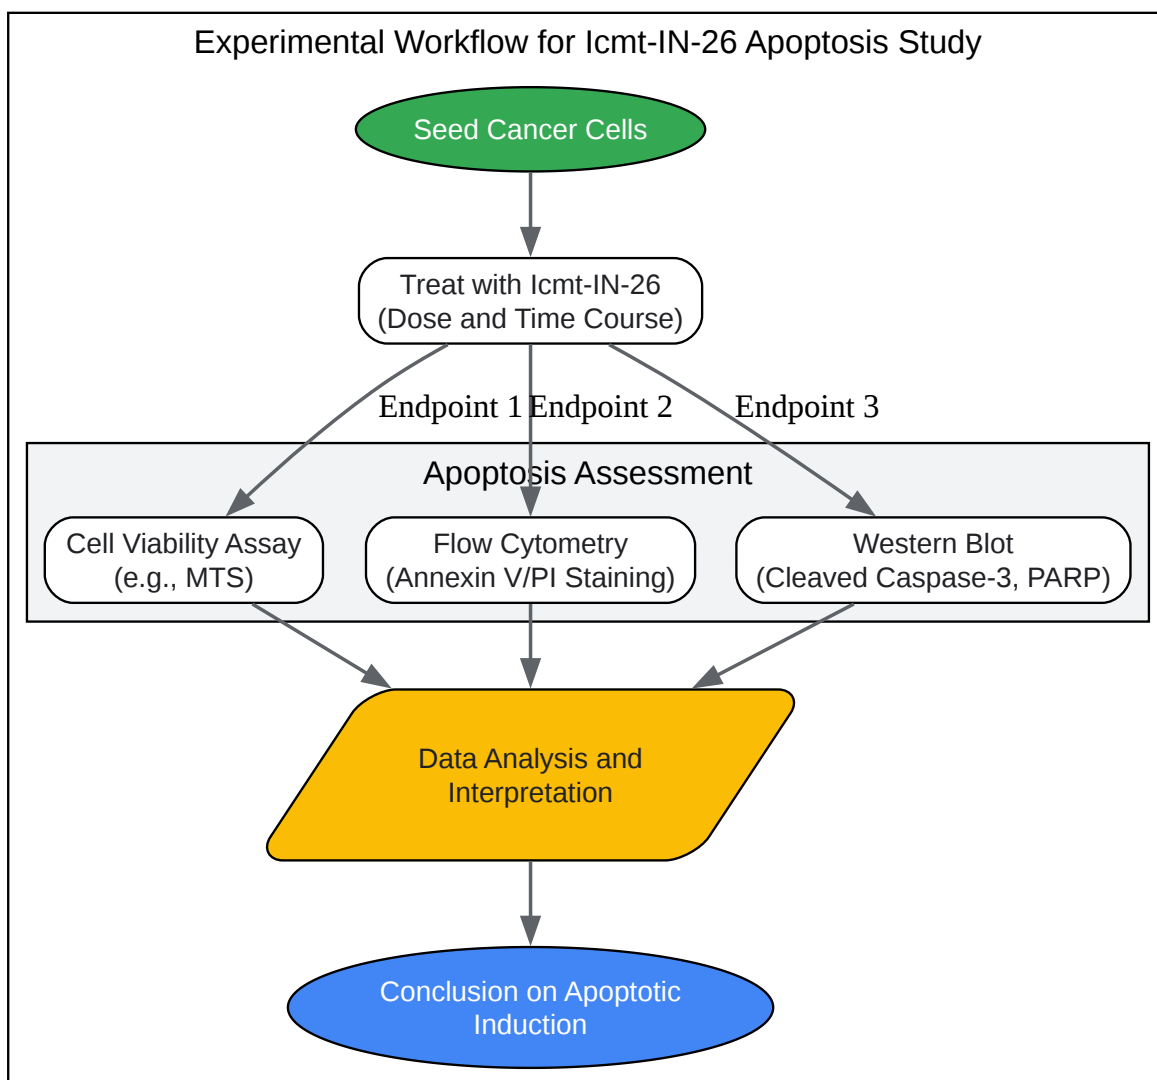 Experimental Workflow for Icmt-IN-26 Apoptosis Study
Seed Cancer Cells
Treat with Icmt-IN-26
(Dose and Time Course)
Endpoint 1
Endpoint 2
Endpoint 3
Apoptosis Assessment
Cell Viability Assay
(e.g., MTS)
Flow Cytometry
(Annexin V/PI Staining)
Western Blot
(Cleaved Caspase-3, PARP)
Data Analysis and
Interpretation
Conclusion on Apoptotic
Induction